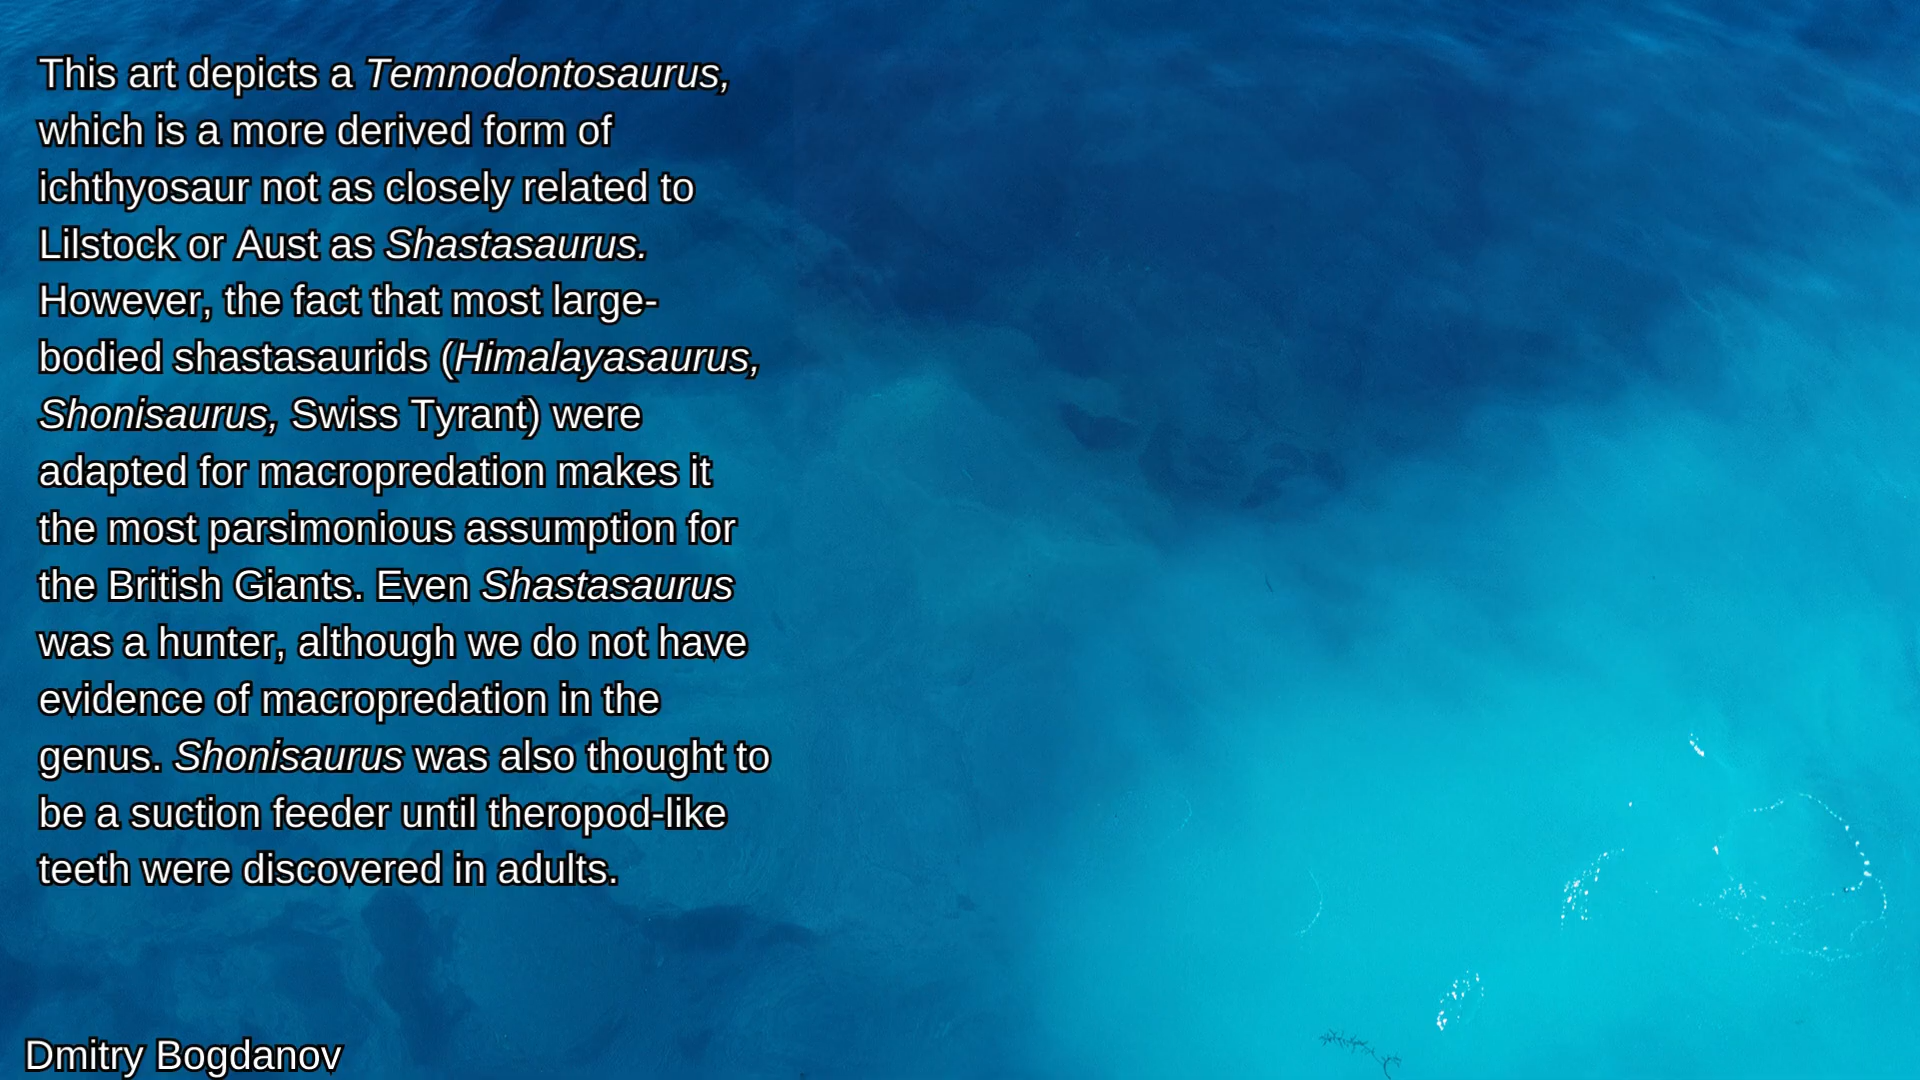 This art depicts a Temnodontosaurus,
which is a more derived form of
ichthyosaur not as closely related to
Lilstock or Aust as Shastasaurus.
However, the fact that most large-
bodied shastasaurids (Himalayasaurus,
Shonisaurus, Swiss Tyrant) were
adapted for macropredation makes it
the most parsimonious assumption for
the British Giants. Even Shastasaurus
was a hunter, although we do not have
evidence of macropredation in the
genus. Shonisaurus was also thought to
be a suction feeder until theropod-like
teeth were discovered in adults.
Dmitry Bogdanov